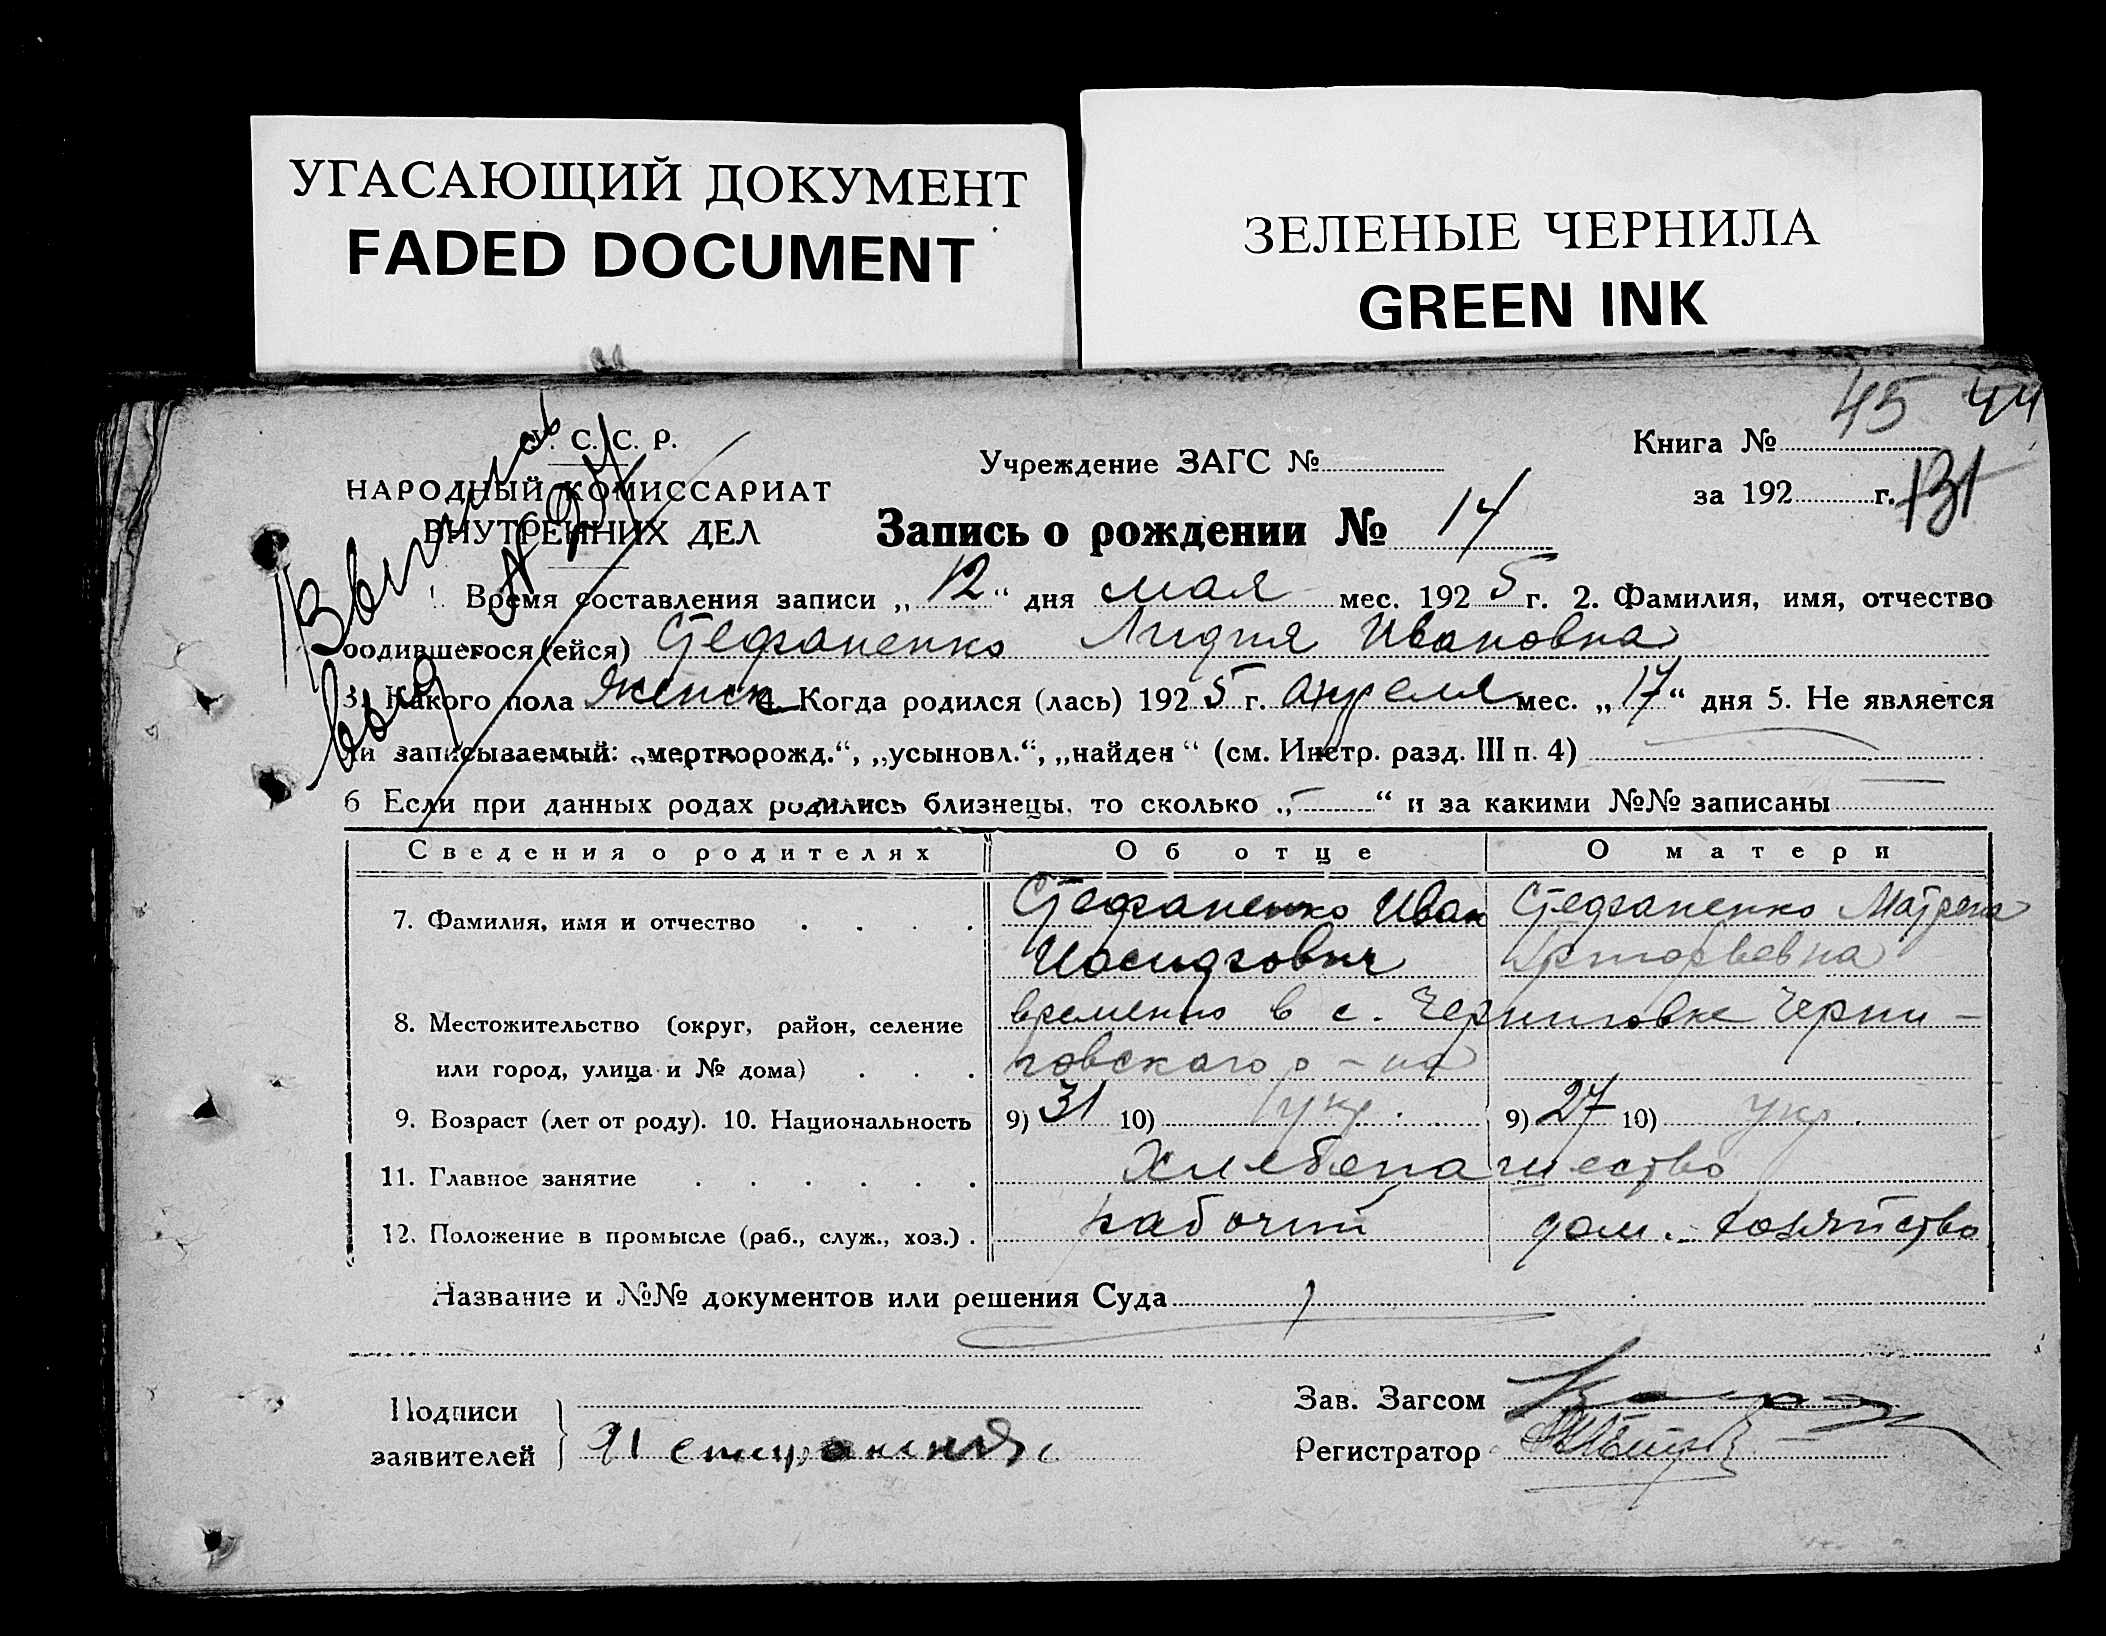 УГАСАЮЩИЙ ДОКУМЕНТ
FADED DOCUMENT
ЗЕЛЕНЫЕ ЧЕРНИЛА
GREEN INK
45 44
С. С. Р.
НАРОДНЫЙ КОМИССАРИАТ
ВНУТРЕННИХ ДЕЛ
Выпись
выд
Учреждение ЗАГС №
Книга №
за 192 г. 131
Запись о рождении № 14
1. Время составления записи „12“ дня мая мес. 1925 г. 2. Фамилия, имя, отчество
родившегося (ейся) Стефаненко Лидия Ивановна
3. Какого пола женск 4. Когда родился (лась) 1925 г. апреля мес. „17“ дня 5. Не является
ли записываемый: „мертворожд.“, „усыновл.“, „найден“ (см. Инстр. разд. III п. 4)
6 Если при данных родах родились близнецы, то сколько „-“ и за какими №№ записаны
Сведения о родителях Об отце О матери
7. Фамилия, имя и отчество Стефаненко Иван Стефаненко Матрена
Иосифович Григорьевна
8. Местожительство (округ, район, селение временно в с. Черниговке Черни-
или город, улица и № дома) говского р-на
9. Возраст (лет от роду). 10. Национальность 9) 31 10) укр. 9) 27 10) укр.
11. Главное занятие Хлебопашество
12. Положение в промысле (раб., служ., хоз.) рабочий дом. хозяйство
Название и №№ документов или решения Суда
Подписи
заявителей
Зав. Загсом
Регистратор